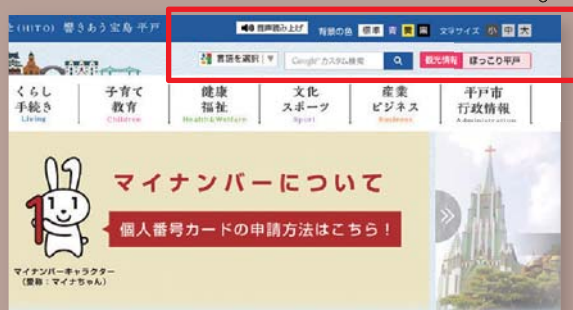 (HITO) 響きあう宝島 平戸
音声読み上げ 背景の色 標準 青 黄 黒 文字サイズ 小 中 大
言語を選択 ▼ Google カスタム検索 観光情報 ほっこり平戸
くらし 手続き Living
子育て 教育 Children
健康 福祉 Health&Welfare
文化 スポーツ Sport
産業 ビジネス Business
平戸市 行政情報 Administration
マイナンバーについて
個人番号カードの申請方法はこちら！
マイナンバーキャラクター
(愛称：マイナちゃん)